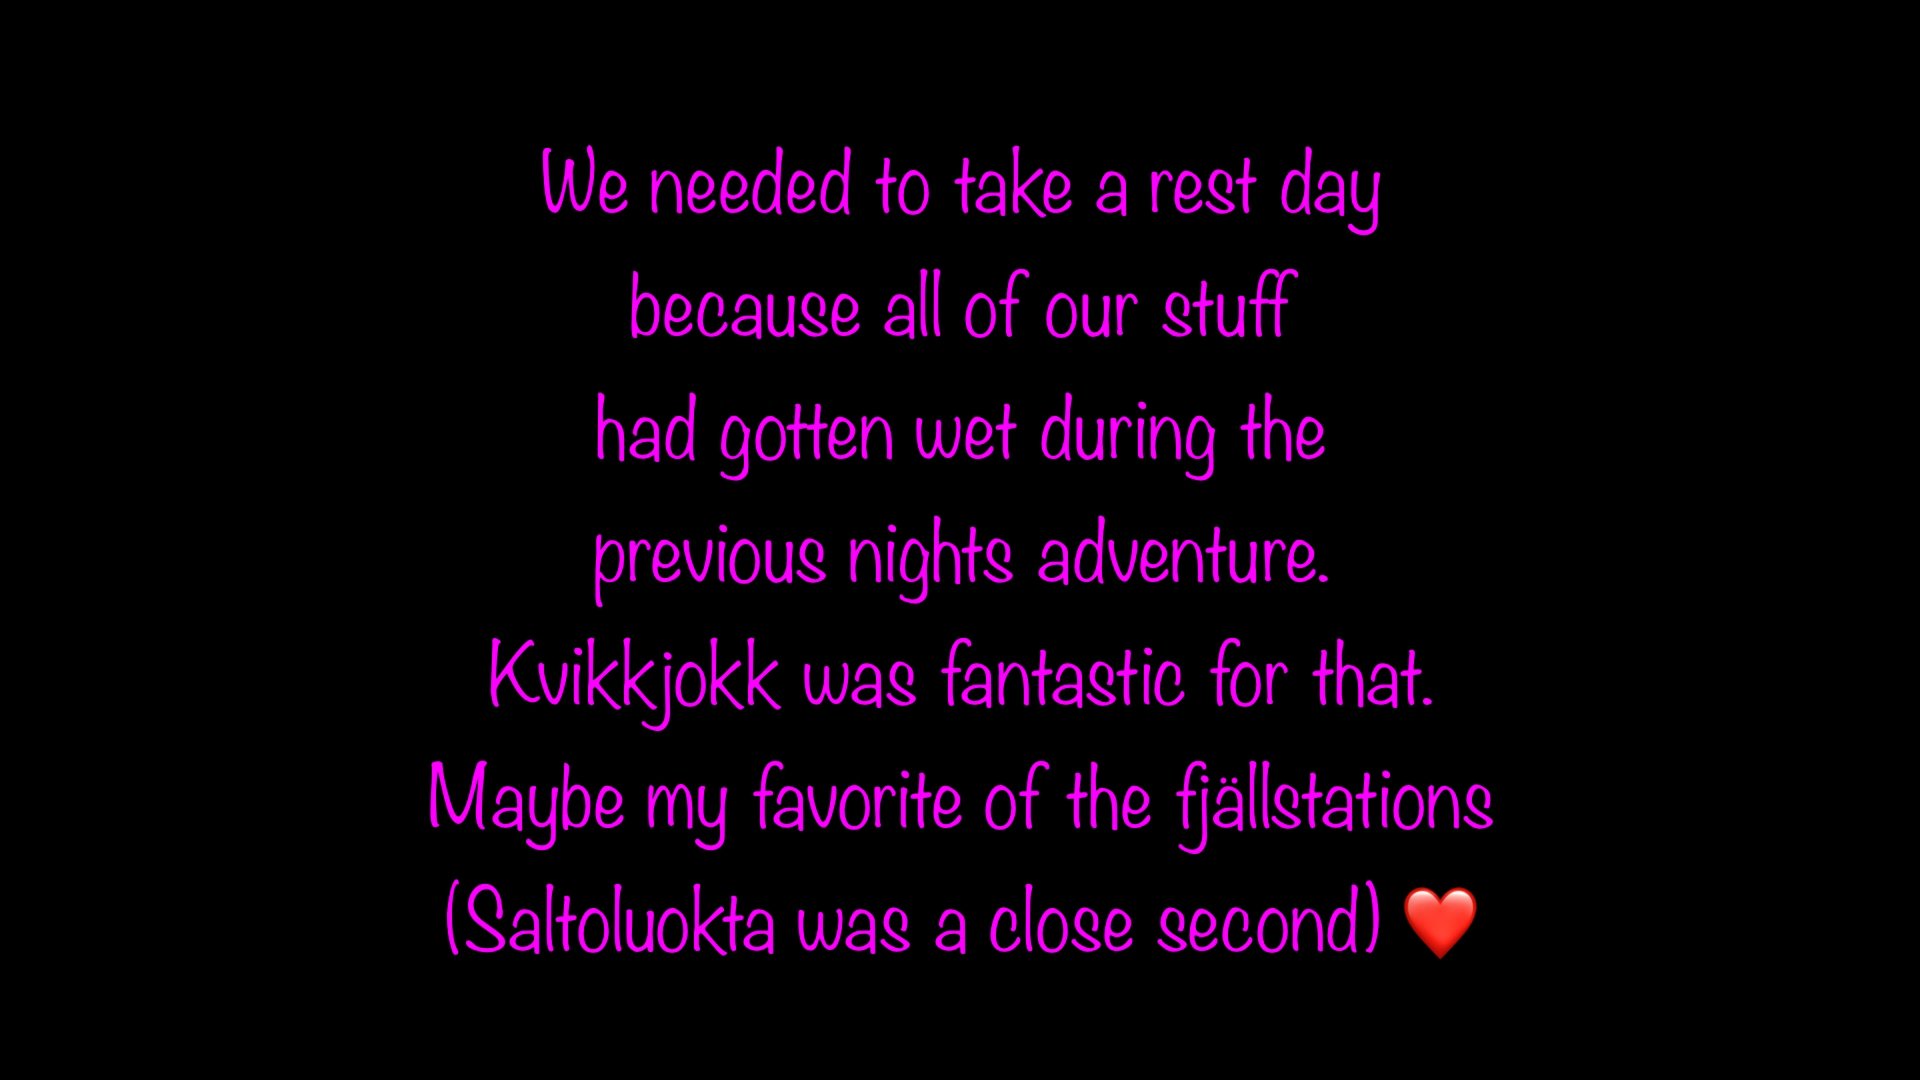 We needed to take a rest day
because all of our stuff
had gotten wet during the
previous nights adventure.
Kvikkjokk was fantastic for that.
Maybe my favorite of the fjällstations
(Saltoluokta was a close second) ❤️